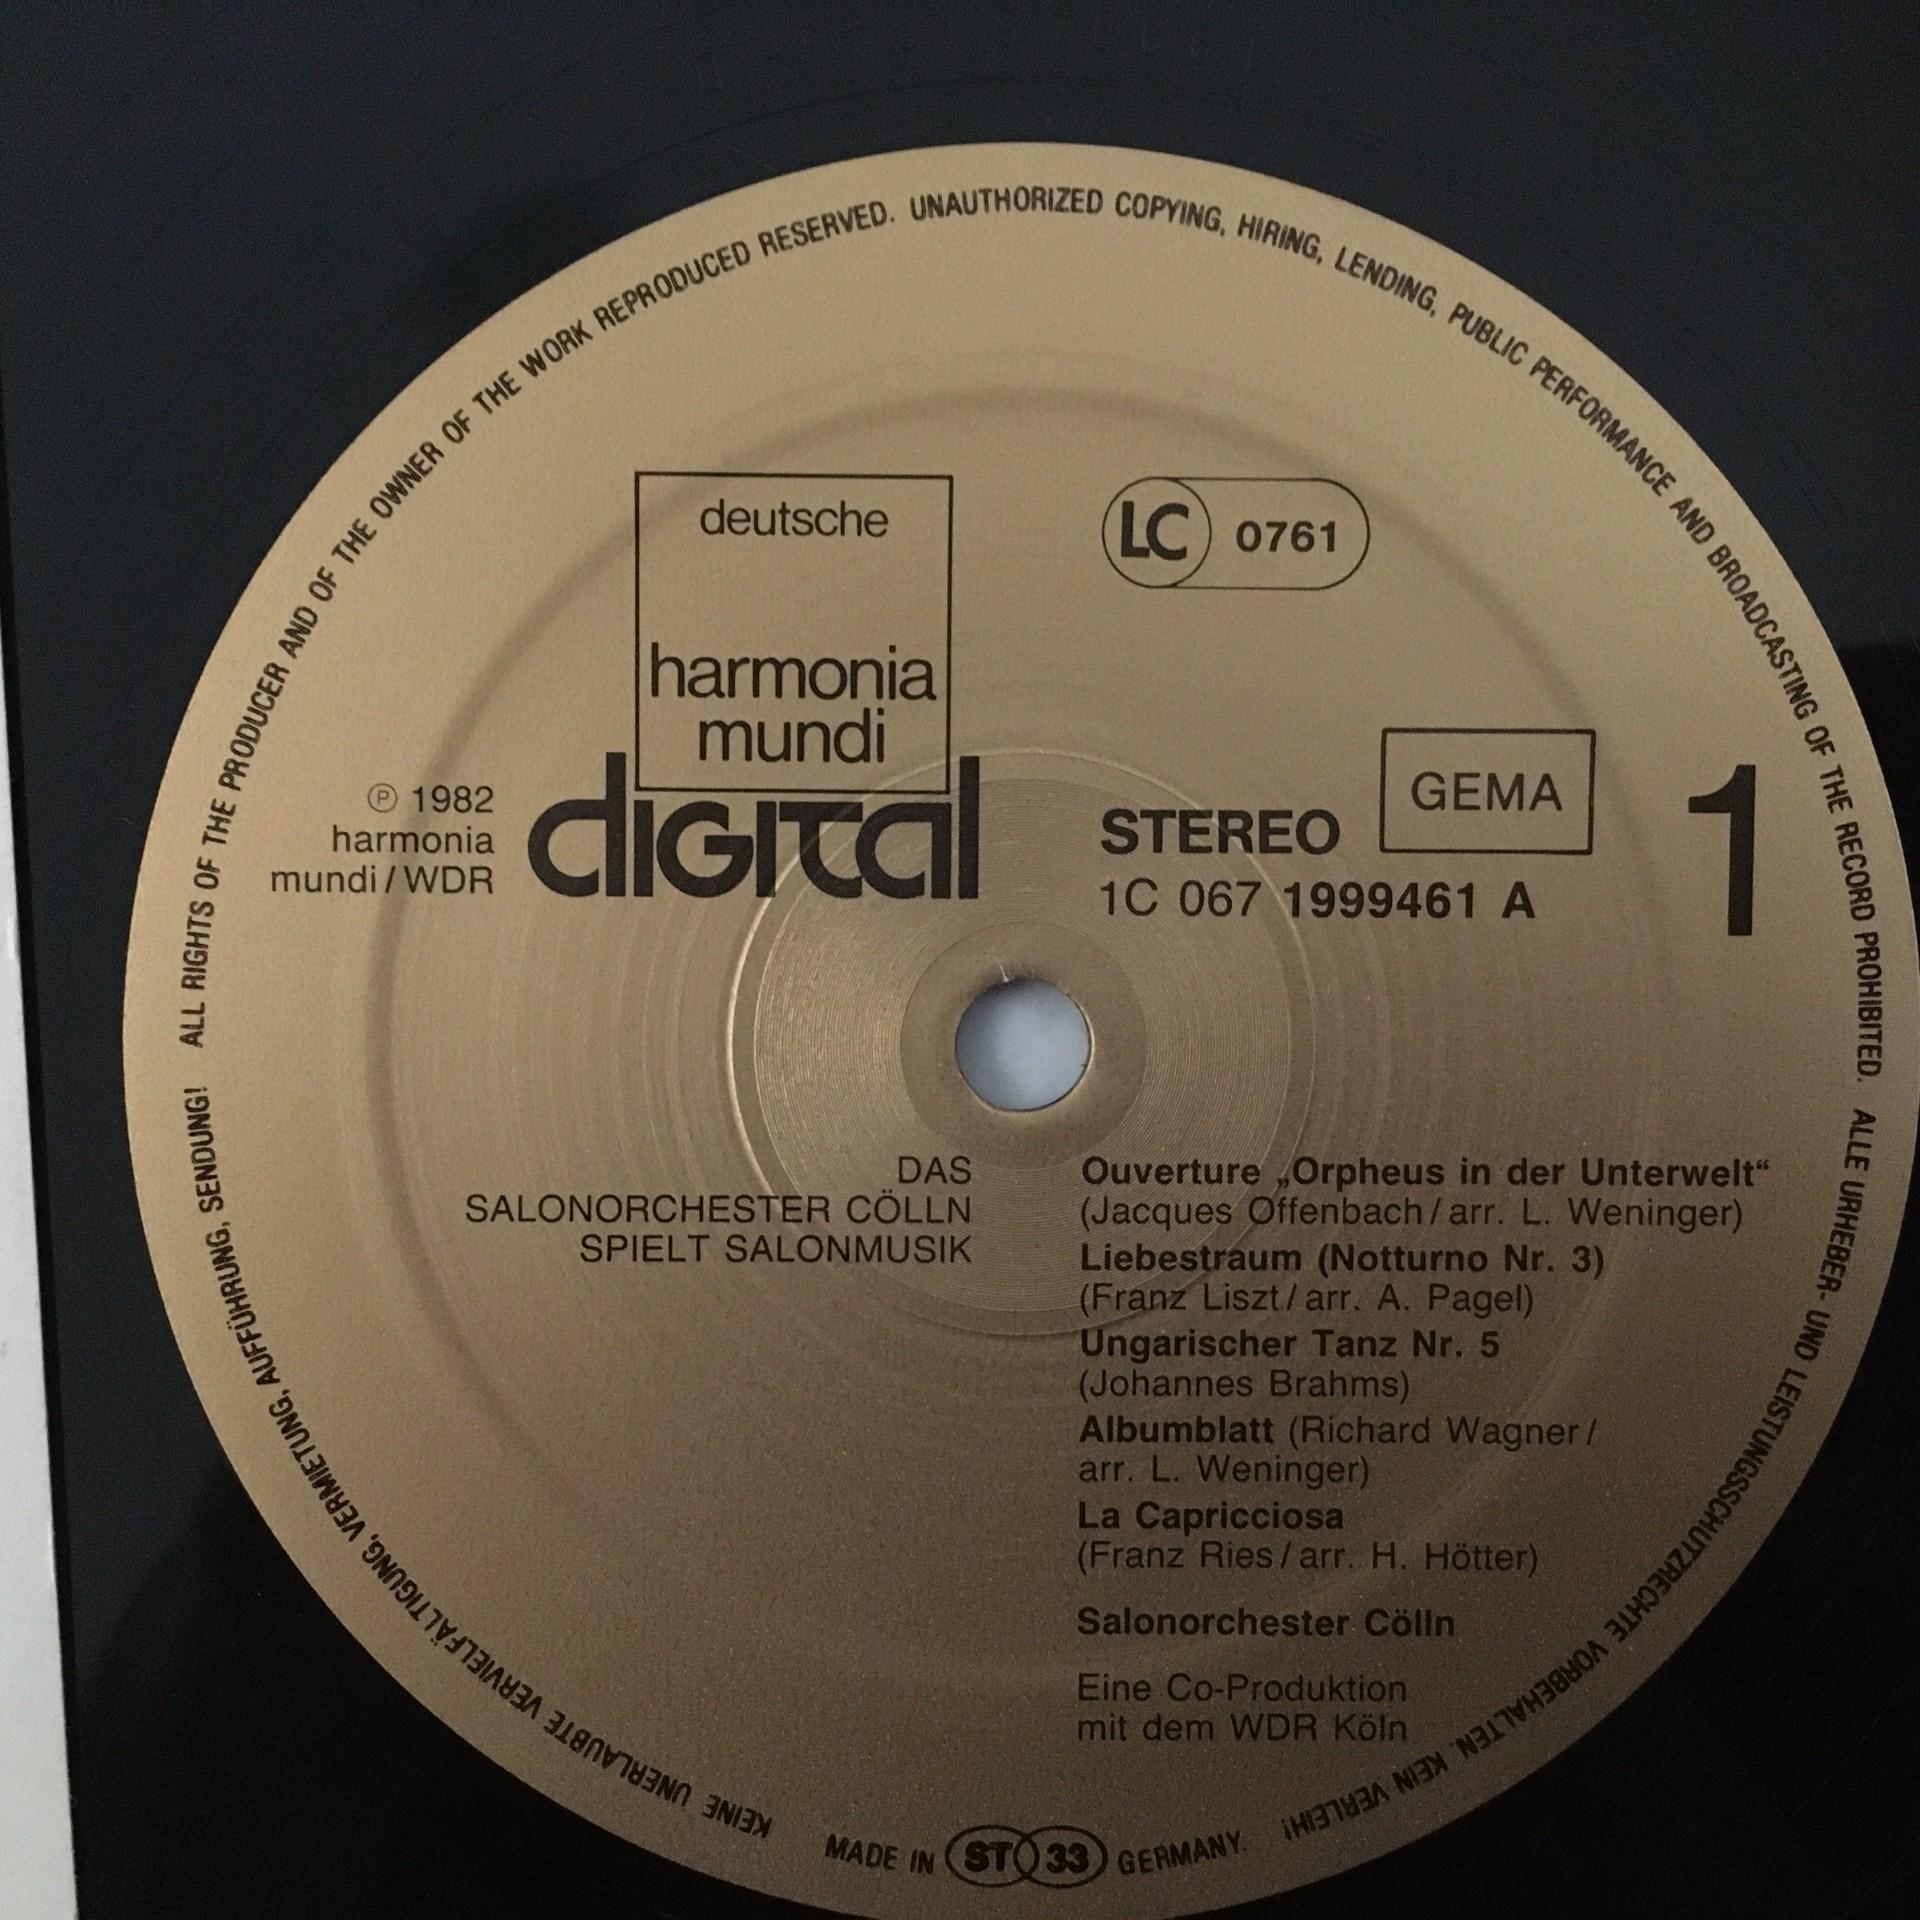 ALL RIGHTS OF THE PRODUCER AND OF THE OWNER OF THE WORK REPRODUCED RESERVED. UNAUTHORIZED COPYING, HIRING, LENDING, PUBLIC PERFORMANCE AND BROADCASTING OF THE RECORD PROHIBITED.
ALLE URHEBER- UND LEISTUNGSSCHUTZRECHTE VORBEHALTEN. KEIN VERLEIH!
KEINE UNERLAUBTE VERVIELFÄLTIGUNG, VERMIETUNG, AUFFÜHRUNG, SENDUNG!
deutsche
harmonia
mundi
digital
LC 0761
℗ 1982
harmonia
mundi/WDR
GEMA
STEREO
1C 067 1999461 A
1
DAS
SALONORCHESTER CÖLLN
SPIELT SALONMUSIK
Ouverture „Orpheus in der Unterwelt“
(Jacques Offenbach/arr. L. Weninger)
Liebestraum (Notturno Nr. 3)
(Franz Liszt/arr. A. Pagel)
Ungarischer Tanz Nr. 5
(Johannes Brahms)
Albumblatt (Richard Wagner/
arr. L. Weninger)
La Capricciosa
(Franz Ries/arr. H. Hötter)
Salonorchester Cölln
Eine Co-Produktion
mit dem WDR Köln
MADE IN ST 33 GERMANY.